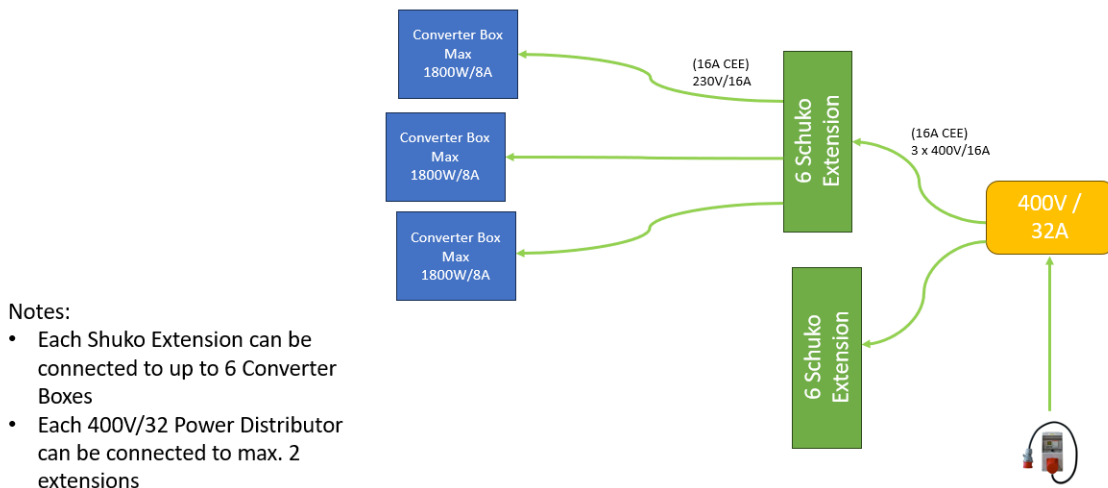 Converter Box
Max
1800W/8A
(16A CEE)
230V/16A
6 Schuko
Extension
(16A CEE)
3 x 400V/16A
Converter Box
Max
1800W/8A
400V /
32A
Converter Box
Max
1800W/8A
6 Schuko
Extension
Notes:
• Each Shuko Extension can be
connected to up to 6 Converter
Boxes
• Each 400V/32 Power Distributor
can be connected to max. 2
extensions